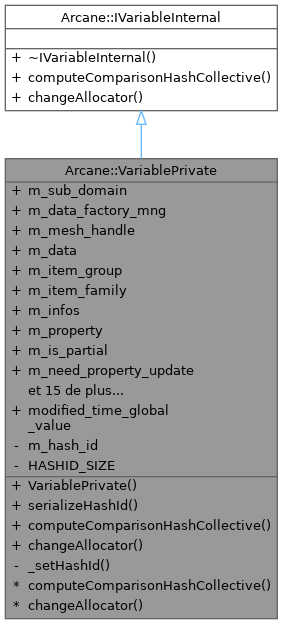 Arcane::IVariableInternal
+ ~IVariableInternal()
+ computeComparisonHashCollective()
+ changeAllocator()
Arcane::VariablePrivate
+ m_sub_domain
+ m_data_factory_mng
+ m_mesh_handle
+ m_data
+ m_item_group
+ m_item_family
+ m_infos
+ m_property
+ m_is_partial
+ m_need_property_update
et 15 de plus...
+ modified_time_global
_value
- m_hash_id
- HASHID_SIZE
+ VariablePrivate()
+ serializeHashId()
+ computeComparisonHashCollective()
+ changeAllocator()
- _setHashId()
* computeComparisonHashCollective()
* changeAllocator()